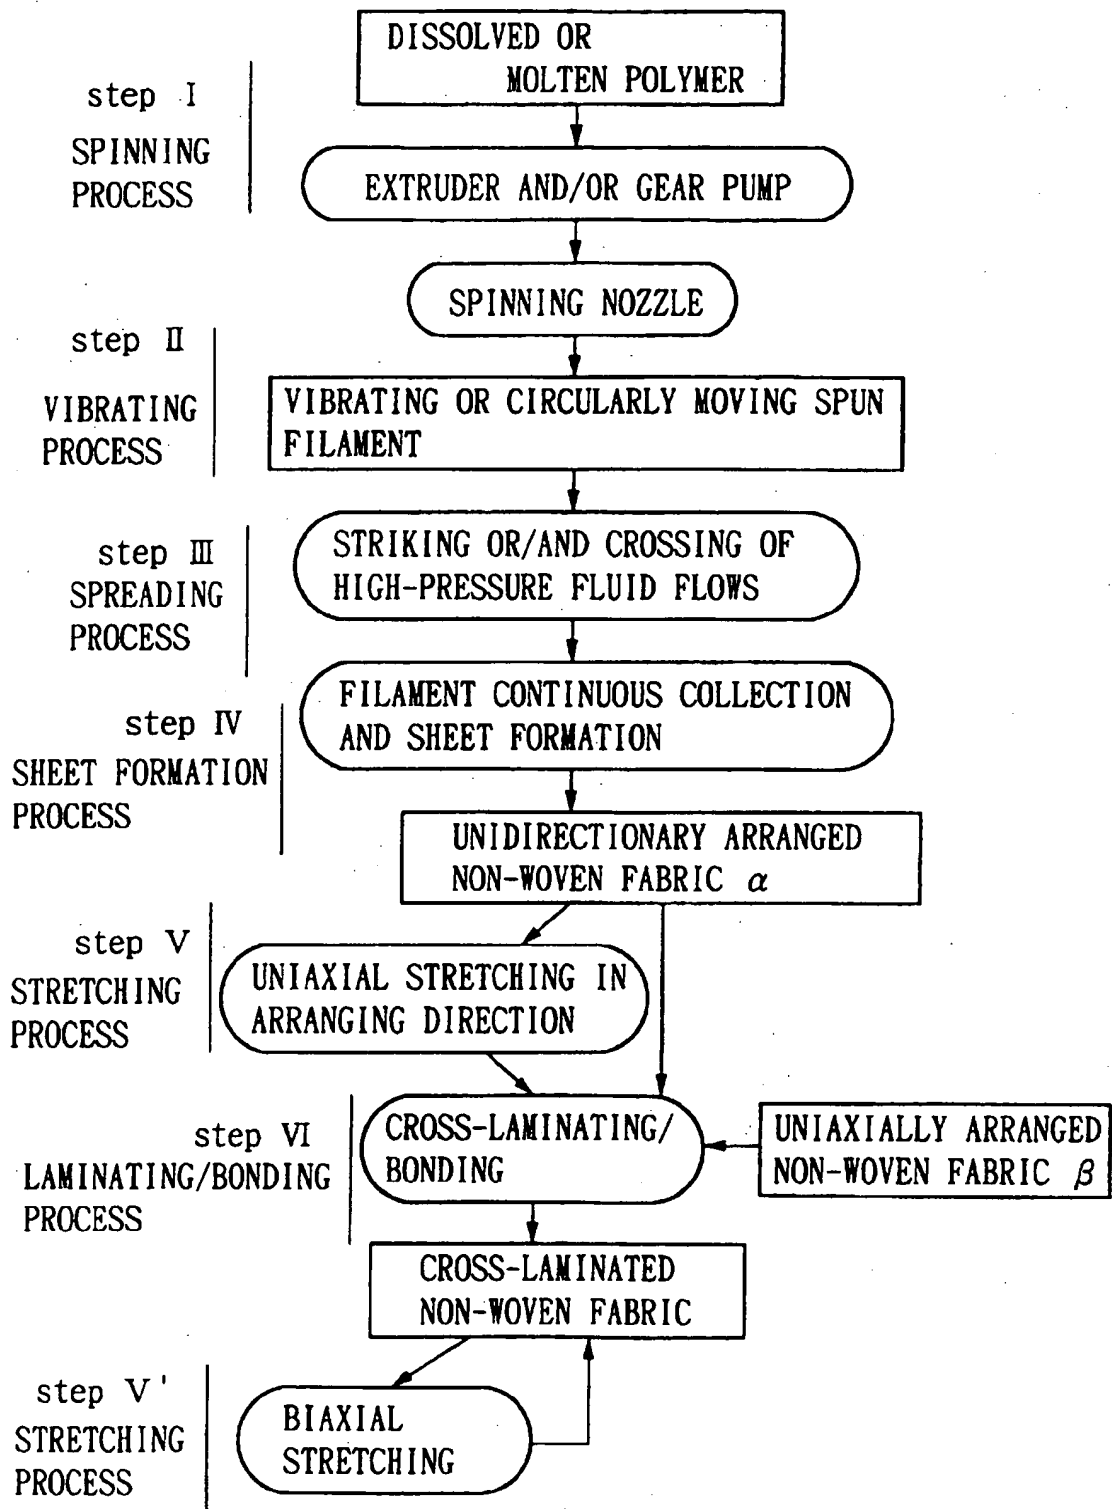 DISSOLVED OR
MOLTEN POLYMER
step I
SPINNING
PROCESS
EXTRUDER AND/OR GEAR PUMP
SPINNING NOZZLE
step II
VIBRATING
PROCESS
VIBRATING OR CIRCULARLY MOVING SPUN
FILAMENT
step III
SPREADING
PROCESS
STRIKING OR/AND CROSSING OF
HIGH-PRESSURE FLUID FLOWS
FILAMENT CONTINUOUS COLLECTION
AND SHEET FORMATION
step IV
SHEET FORMATION
PROCESS
UNIDIRECTIONARY ARRANGED
NON-WOVEN FABRIC α
step V
STRETCHING
PROCESS
UNIAXIAL STRETCHING IN
ARRANGING DIRECTION
step VI
LAMINATING/BONDING
PROCESS
CROSS-LAMINATING/
BONDING
UNIAXIALLY ARRANGED
NON-WOVEN FABRIC β
CROSS-LAMINATED
NON-WOVEN FABRIC
step V'
STRETCHING
PROCESS
BIAXIAL
STRETCHING